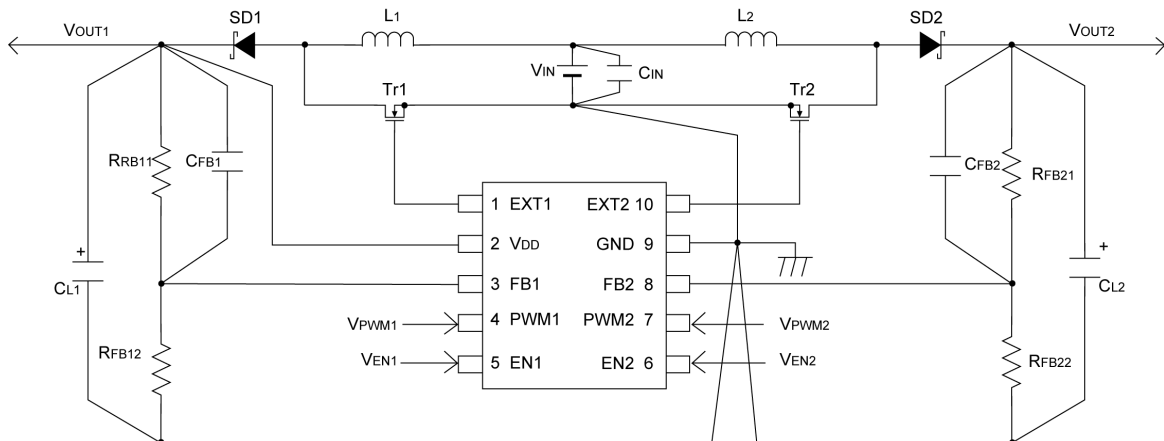 VOUT1
SD1
L1
L2
SD2
VOUT2
VIN
CIN
Tr1
Tr2
RRB11
CFB1
CFB2
RFB21
1 EXT1
EXT2 10
2 VDD
GND 9
3 FB1
FB2 8
4 PWM1
PWM2 7
5 EN1
EN2 6
+
CL1
+
CL2
VPWM1
VPWM2
VEN1
VEN2
RFB12
RFB22